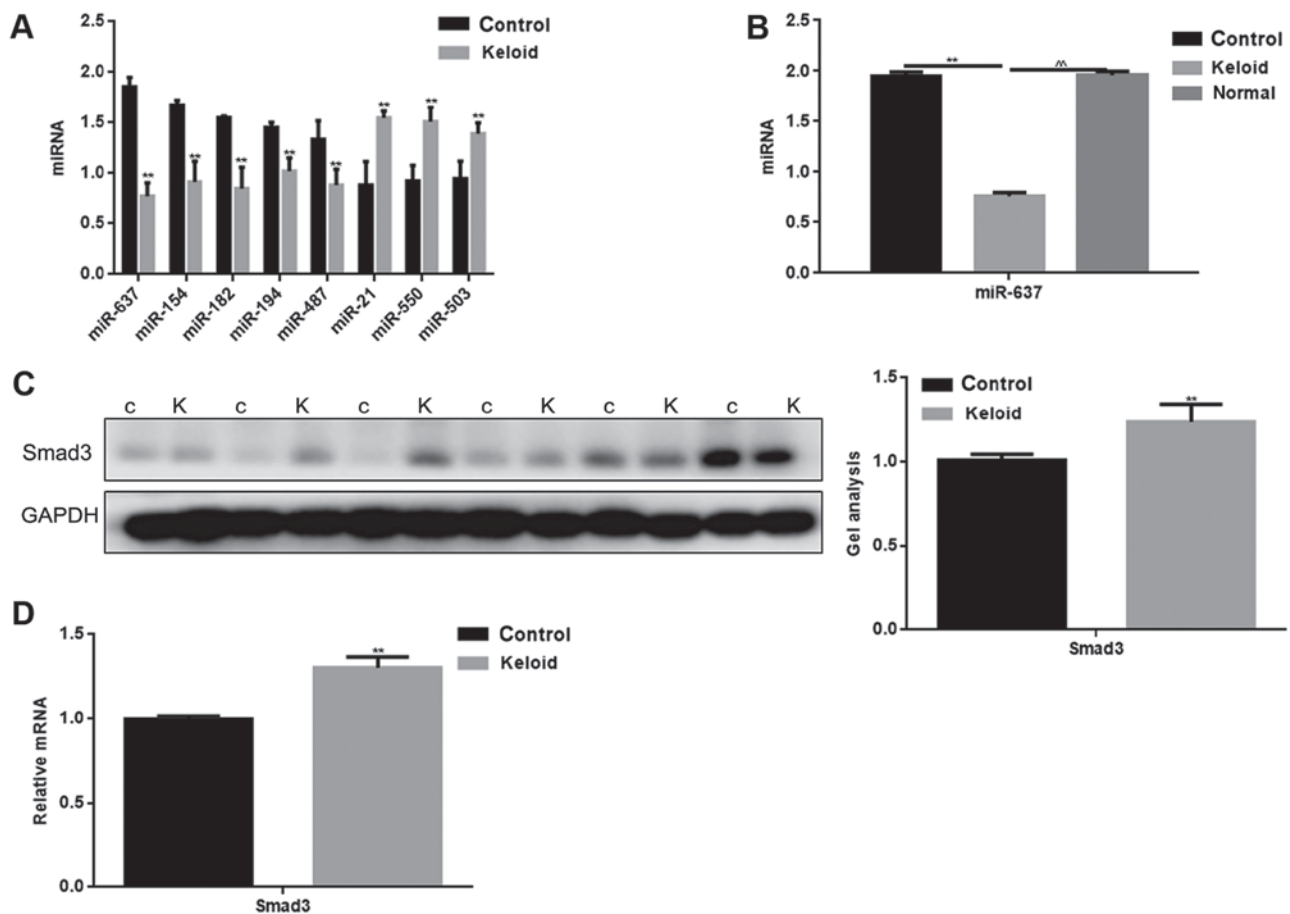 A
Control
Keloid
miRNA
2.5
2.0
1.5
1.0
0.5
0.0
** ** ** ** ** ** ** **
miR-637 miR-154 miR-182 miR-194 miR-487 miR-21 miR-550 miR-503
B
Control
Keloid
Normal
miRNA
2.5
2.0
1.5
1.0
0.5
0.0
** ^^
miR-637
C
c K c K c K c K c K c K
Smad3
GAPDH
Control
Keloid
Gel analysis
1.5
1.0
0.5
0.0
**
Smad3
D
Control
Keloid
Relative mRNA
1.5
1.0
0.5
0.0
**
Smad3